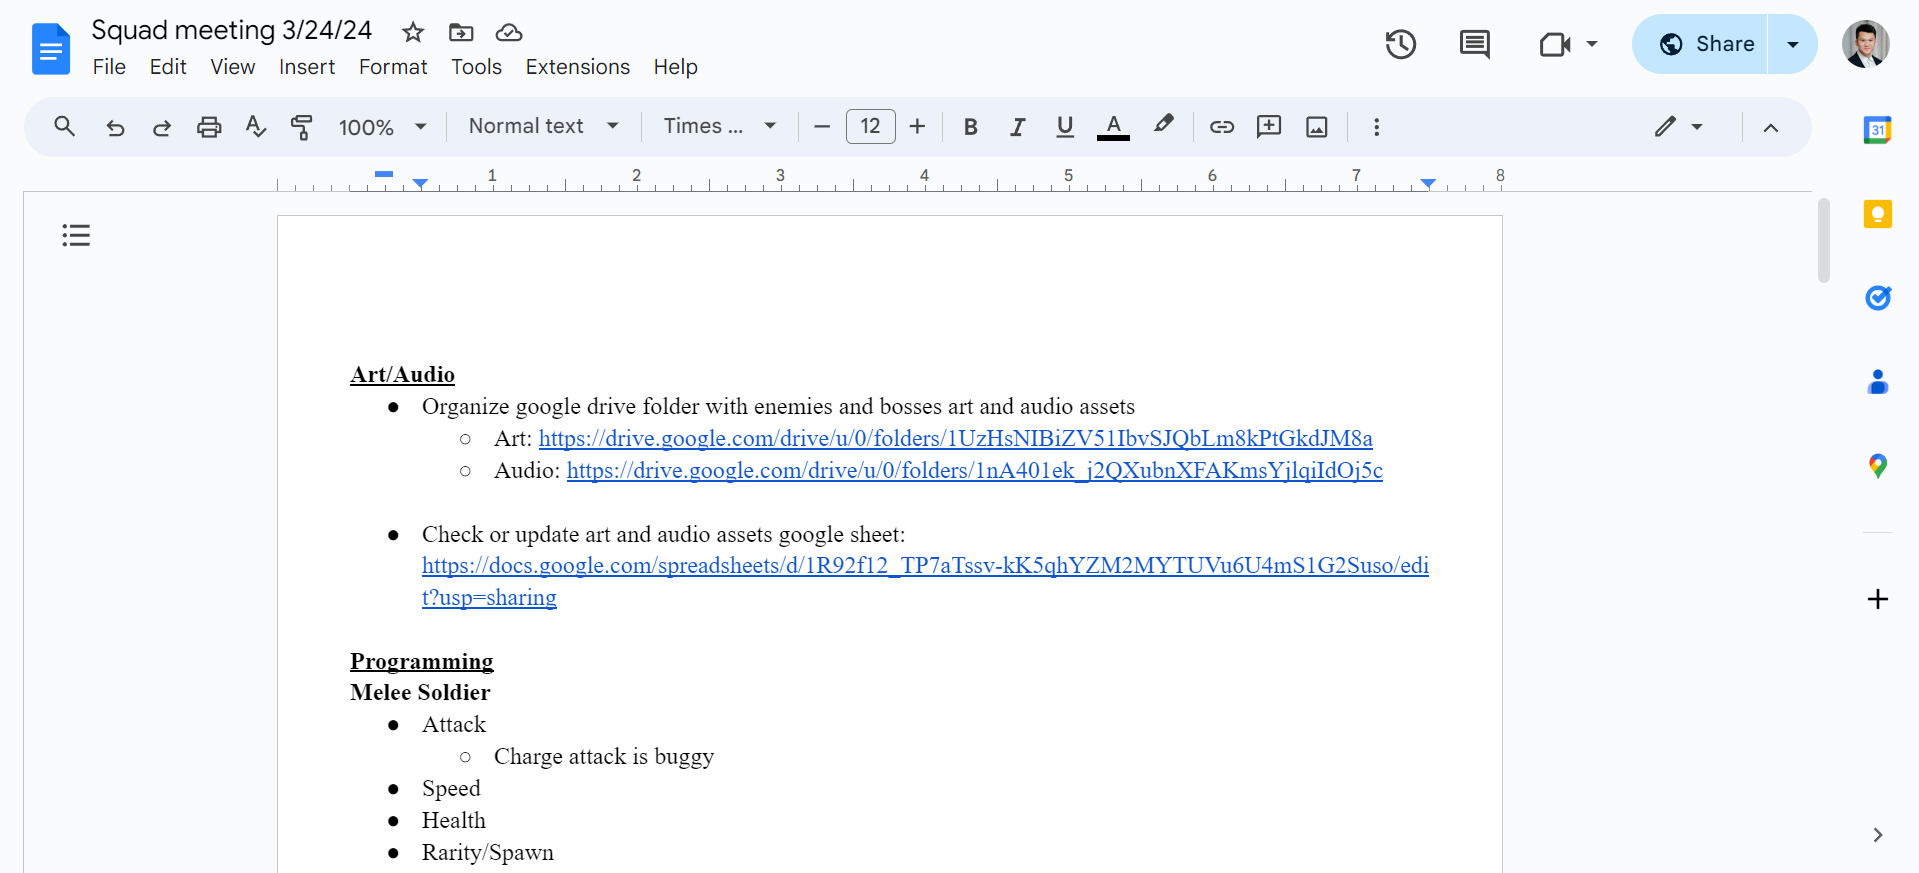 Squad meeting 3/24/24
File Edit View Insert Format Tools Extensions Help
Share
100% Normal text Times ... 12 B I U A
31
1 2 3 4 5 6 7 8
Art/Audio
● Organize google drive folder with enemies and bosses art and audio assets
○ Art: https://drive.google.com/drive/u/0/folders/1UzHsNIBiZV51IbvSJQbLm8kPtGkdJM8a
○ Audio: https://drive.google.com/drive/u/0/folders/1nA401ek_j2QXubnXFAKmsYjlqiIdOj5c
● Check or update art and audio assets google sheet:
https://docs.google.com/spreadsheets/d/1R92f12_TP7aTssv-kK5qhYZM2MYTUVu6U4mS1G2Suso/edi
t?usp=sharing
Programming
Melee Soldier
● Attack
○ Charge attack is buggy
● Speed
● Health
● Rarity/Spawn